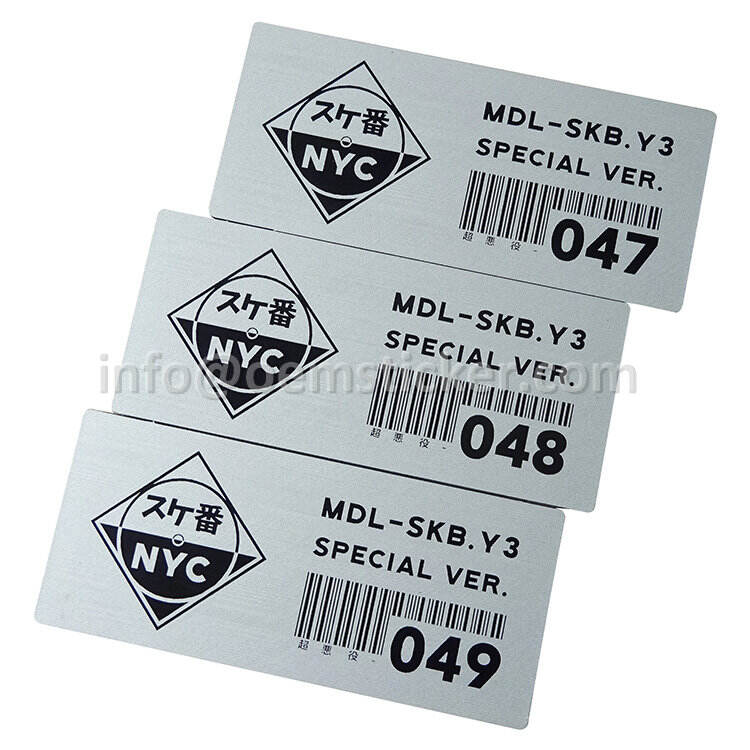 スケ番
NYC
MDL-SKB.Y3
SPECIAL VER.
超悪役-
047
スケ番
NYC
MDL-SKB.Y3
SPECIAL VER.
超悪役-
048
info@oemsticker.com
スケ番
NYC
MDL-SKB.Y3
SPECIAL VER.
超悪役-
049